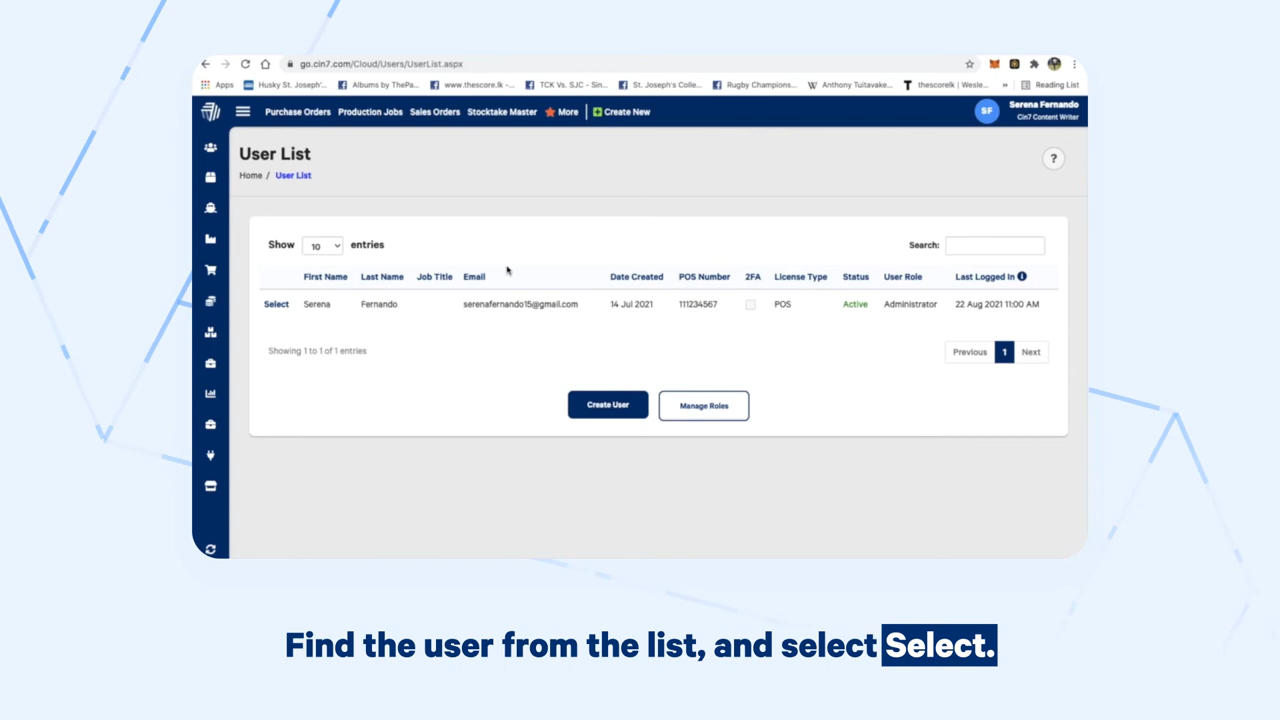 go.cin7.com/Cloud/Users/UserList.aspx
Apps Husky St. Joseph'... Albums by ThePa... www.thescore.lk -... TCK Vs. SJC - Sin... St. Joseph's Colle... Rugby Champions... Anthony Tuitavake... thescorelk | Wesle... » Reading List
Purchase Orders Production Jobs Sales Orders Stocktake Master More Create New SF Serena Fernando
Cin7 Content Writer
User List
?
Home / User List
Show 10 entries Search:
First Name Last Name Job Title Email Date Created POS Number 2FA License Type Status User Role Last Logged In
Select Serena Fernando serenafernando15@gmail.com 14 Jul 2021 111234567 POS Active Administrator 22 Aug 2021 11:00 AM
Showing 1 to 1 of 1 entries Previous 1 Next
Create User Manage Roles
Find the user from the list, and select Select.